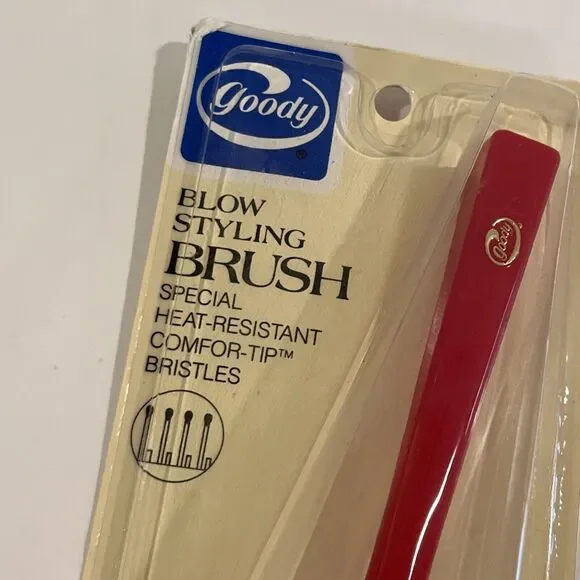 goody
®
BLOW
STYLING
BRUSH
SPECIAL
HEAT-RESISTANT
COMFOR-TIP™
BRISTLES
goody